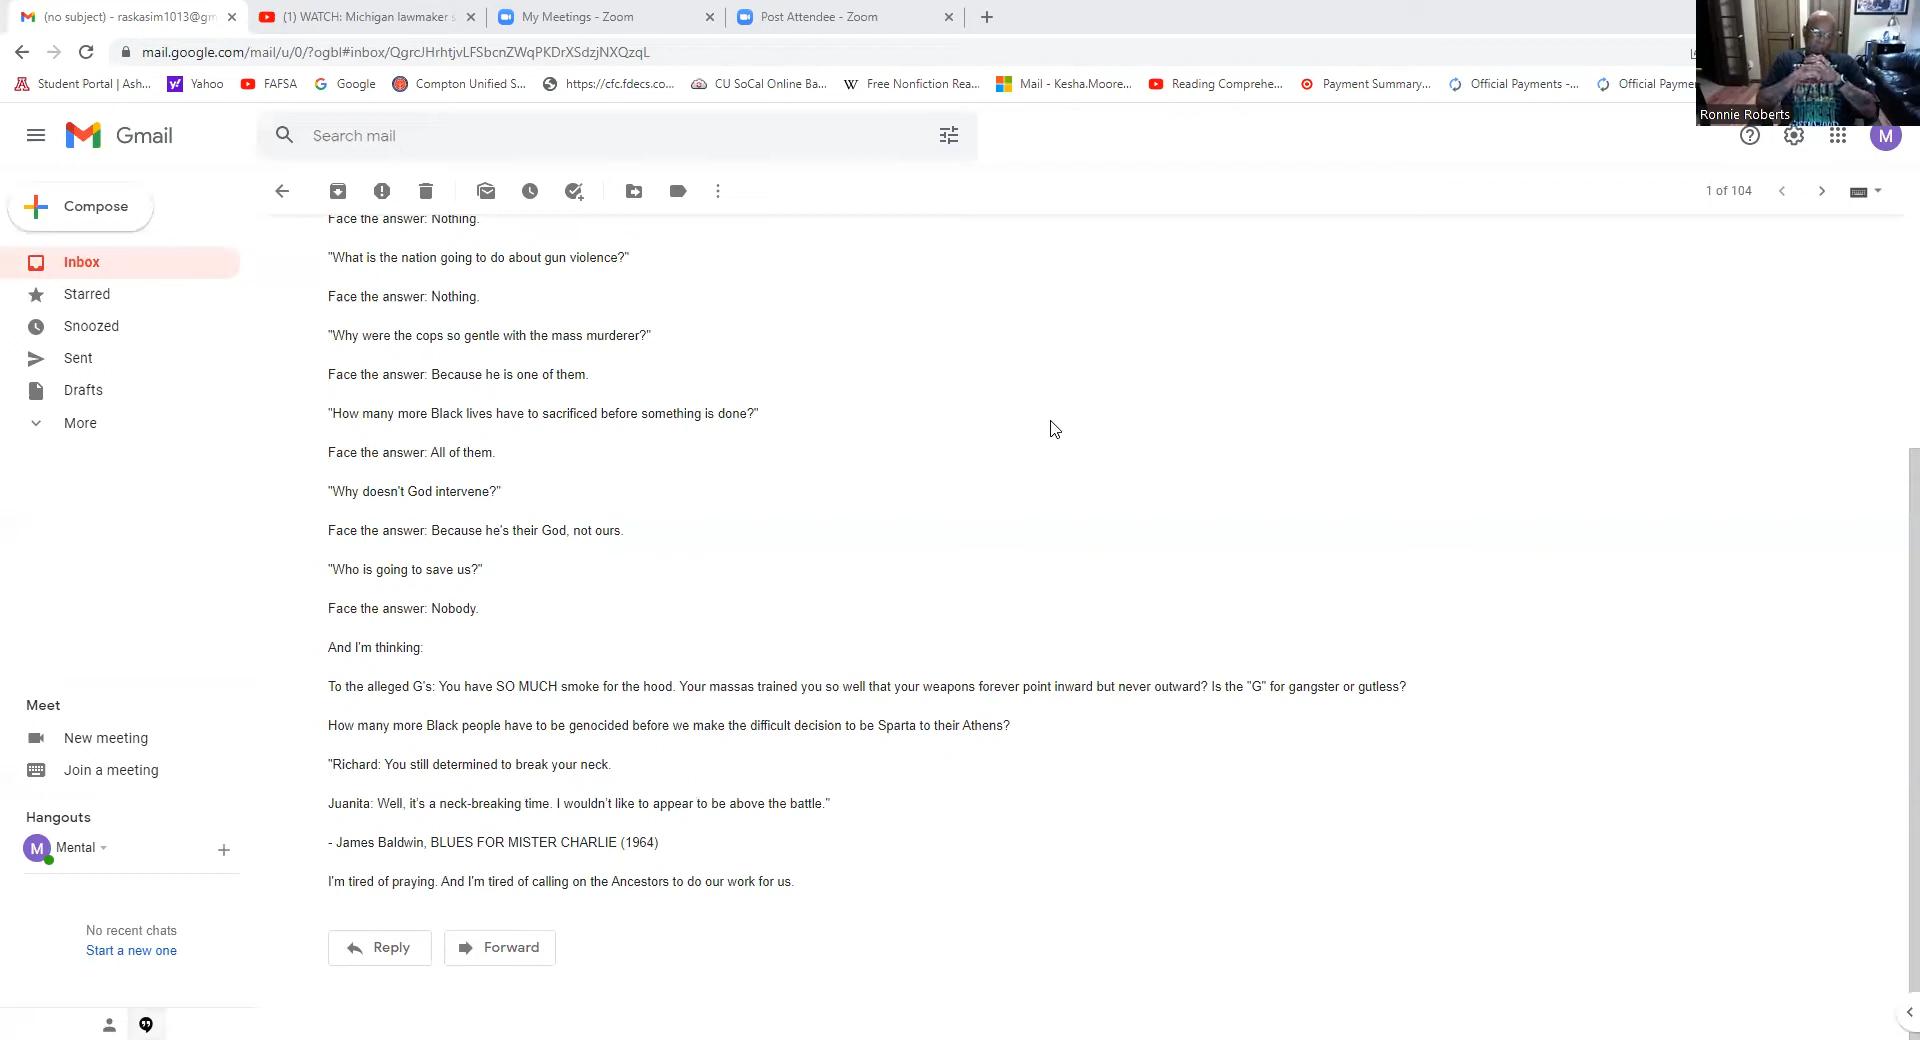 (no subject) - raskasim1013@gm
(1) WATCH: Michigan lawmaker s
My Meetings - Zoom
Post Attendee - Zoom
mail.google.com/mail/u/0/?ogbl#inbox/QgrcJHrhtjvLFSbcnZWqPKDrXSdzjNXQzqL
Student Portal | Ash...
Yahoo
FAFSA
Google
Compton Unified S...
https://cfc.fdecs.co...
CU SoCal Online Ba...
W Free Nonfiction Rea...
Mail - Kesha.Moore...
Reading Comprehe...
Payment Summary...
Official Payments -...
Official Payme
Ronnie Roberts
Gmail
Search mail
M
1 of 104
Compose
Inbox
Starred
Snoozed
Sent
Drafts
More
Meet
New meeting
Join a meeting
Hangouts
M Mental
No recent chats
Start a new one
Face the answer: Nothing.
"What is the nation going to do about gun violence?"
Face the answer: Nothing.
"Why were the cops so gentle with the mass murderer?"
Face the answer: Because he is one of them.
"How many more Black lives have to sacrificed before something is done?"
Face the answer: All of them.
"Why doesn't God intervene?"
Face the answer: Because he's their God, not ours.
"Who is going to save us?"
Face the answer: Nobody.
And I'm thinking:
To the alleged G's: You have SO MUCH smoke for the hood. Your massas trained you so well that your weapons forever point inward but never outward? Is the "G" for gangster or gutless?
How many more Black people have to be genocided before we make the difficult decision to be Sparta to their Athens?
"Richard: You still determined to break your neck.
Juanita: Well, it's a neck-breaking time. I wouldn't like to appear to be above the battle."
- James Baldwin, BLUES FOR MISTER CHARLIE (1964)
I'm tired of praying. And I'm tired of calling on the Ancestors to do our work for us.
Reply
Forward